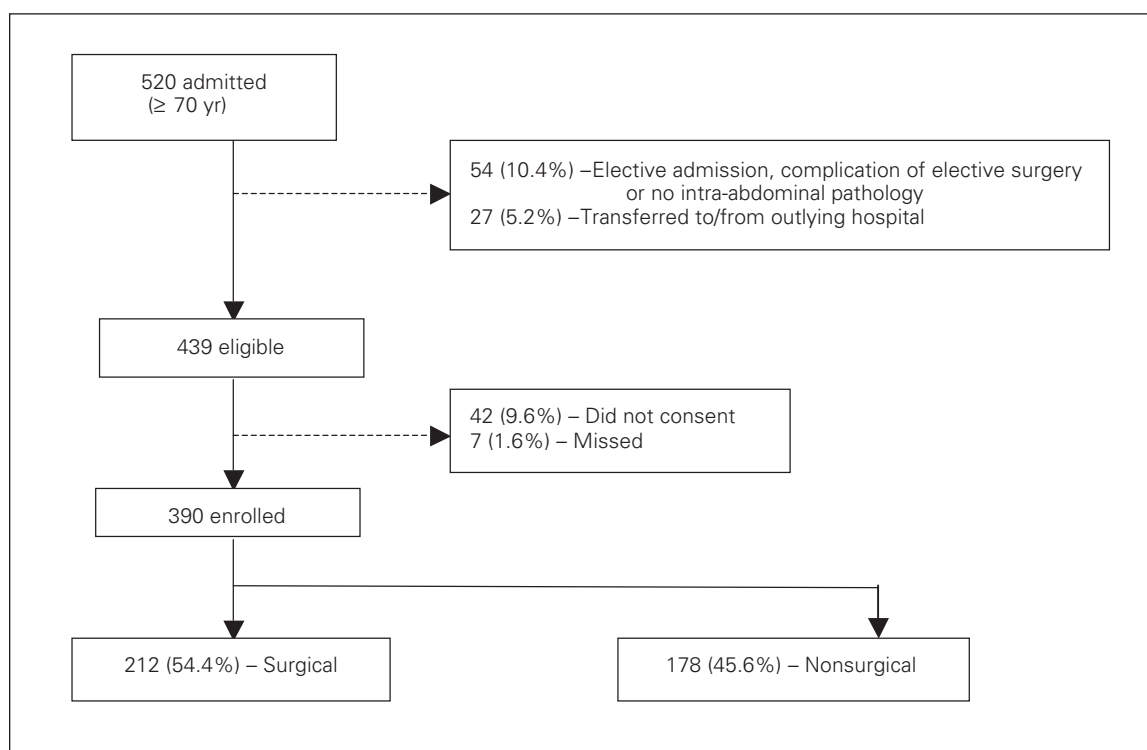 520 admitted
(≥ 70 yr)
54 (10.4%) –Elective admission, complication of elective surgery
or no intra-abdominal pathology
27 (5.2%) –Transferred to/from outlying hospital
439 eligible
42 (9.6%) – Did not consent
7 (1.6%) – Missed
390 enrolled
212 (54.4%) – Surgical
178 (45.6%) – Nonsurgical